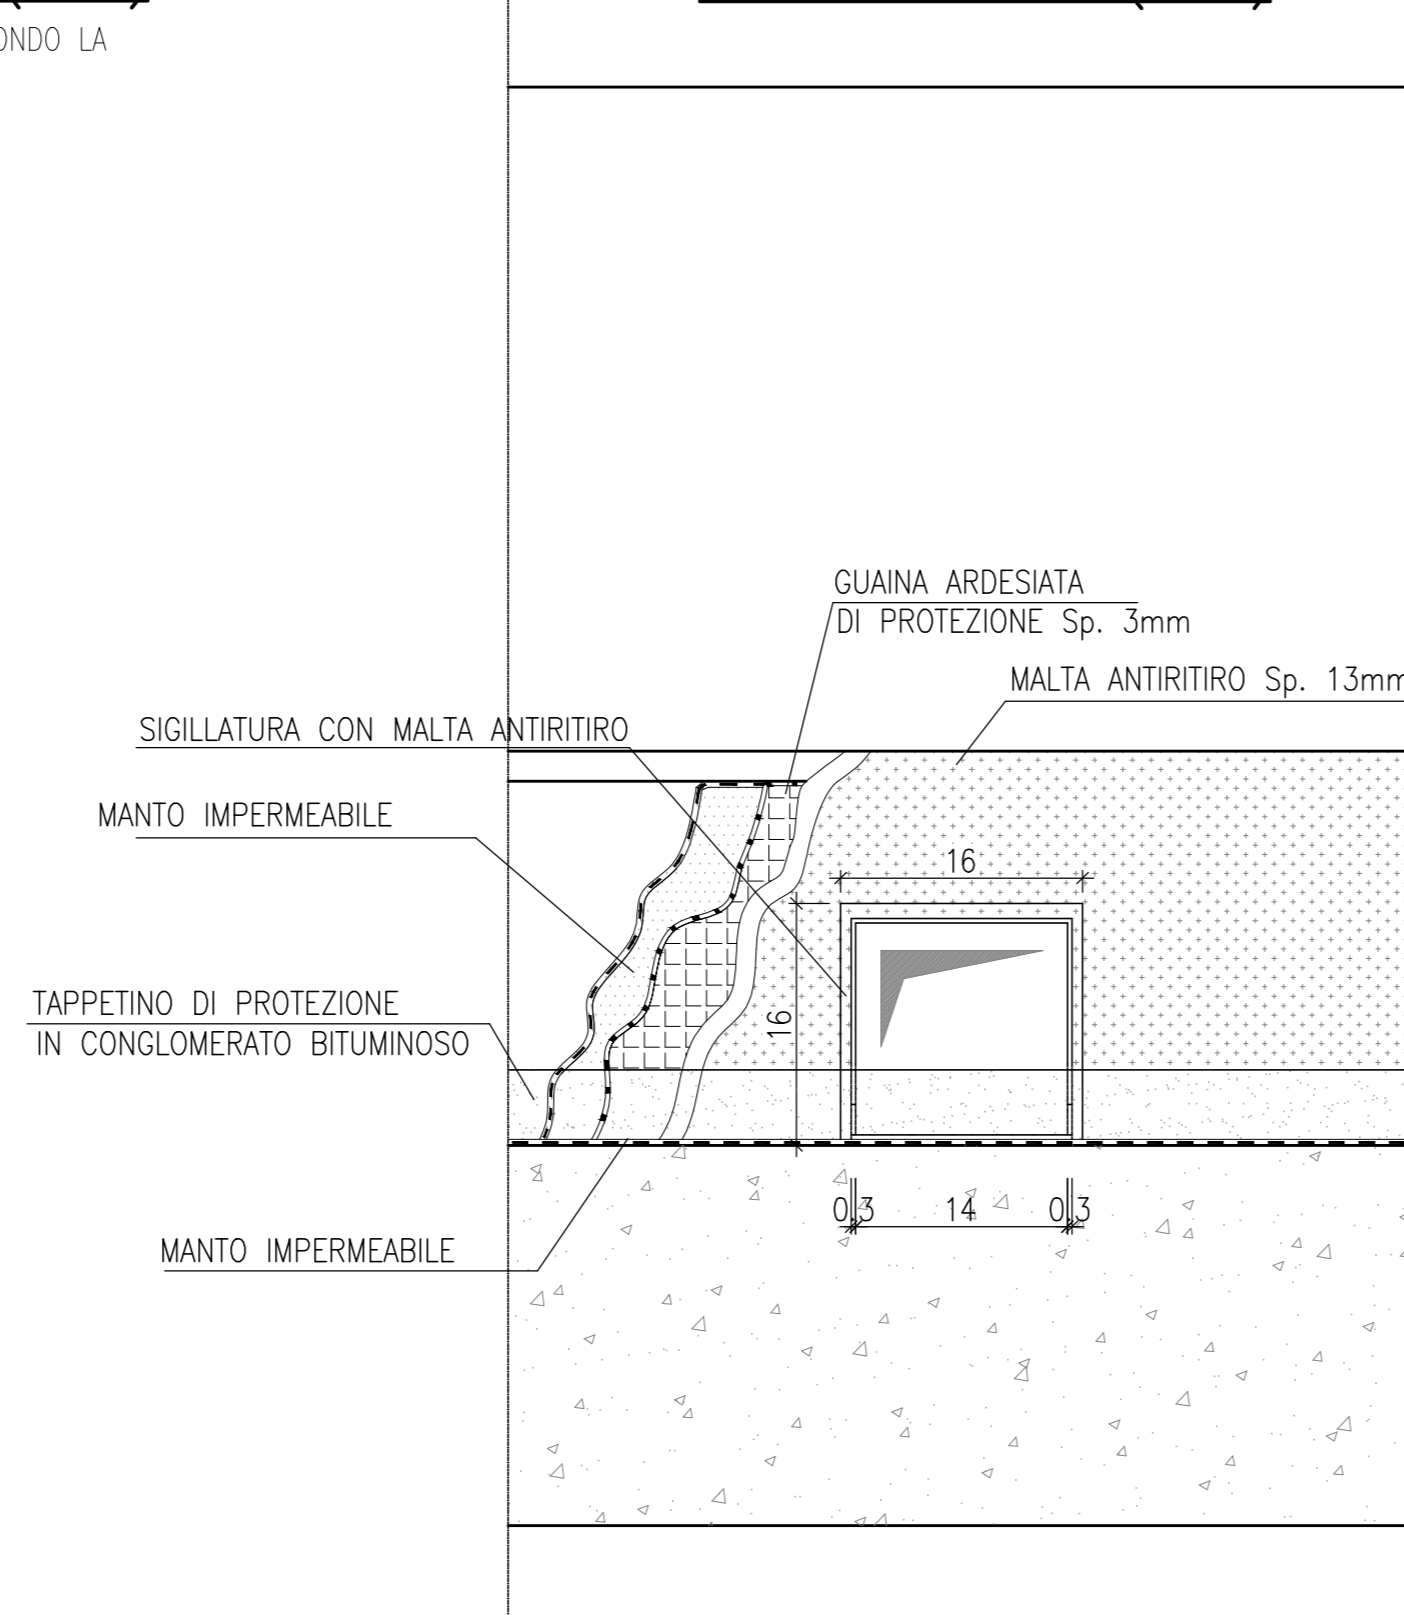 ONDO LA
GUAINA ARDESIATA
DI PROTEZIONE Sp. 3mm
MALTA ANTIRITIRO Sp. 13mm
SIGILLATURA CON MALTA ANTIRITIRO
MANTO IMPERMEABILE
16
TAPPETINO DI PROTEZIONE
IN CONGLOMERATO BITUMINOSO
16
0.3 14 0.3
MANTO IMPERMEABILE